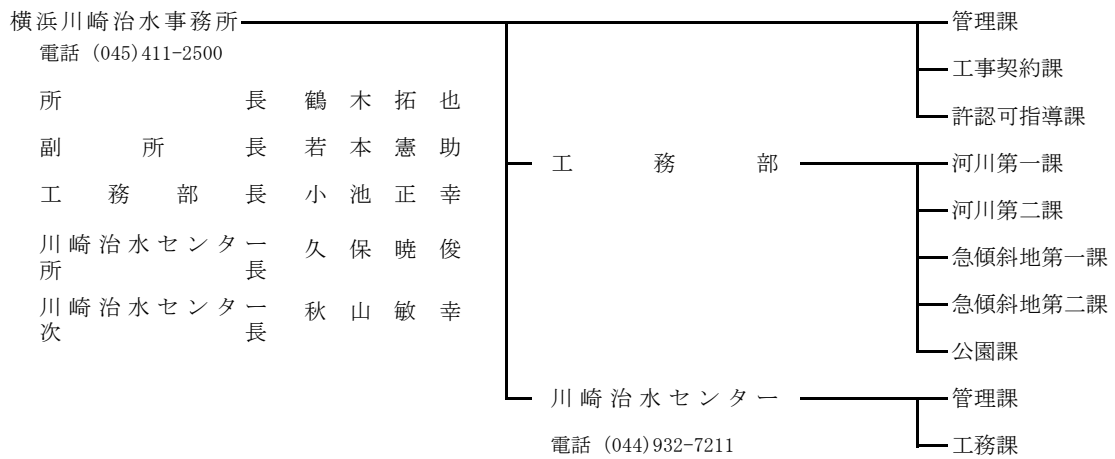 横浜川崎治水事務所
電話 (045)411-2500
所長 鶴木拓也
副所長 若本憲助
工務部長 小池正幸
川崎治水センター
所長
久保暁俊
川崎治水センター
次長
秋山敏幸
管理課
工事契約課
許認可指導課
工務部
河川第一課
河川第二課
急傾斜地第一課
急傾斜地第二課
公園課
川崎治水センター
電話 (044)932-7211
管理課
工務課